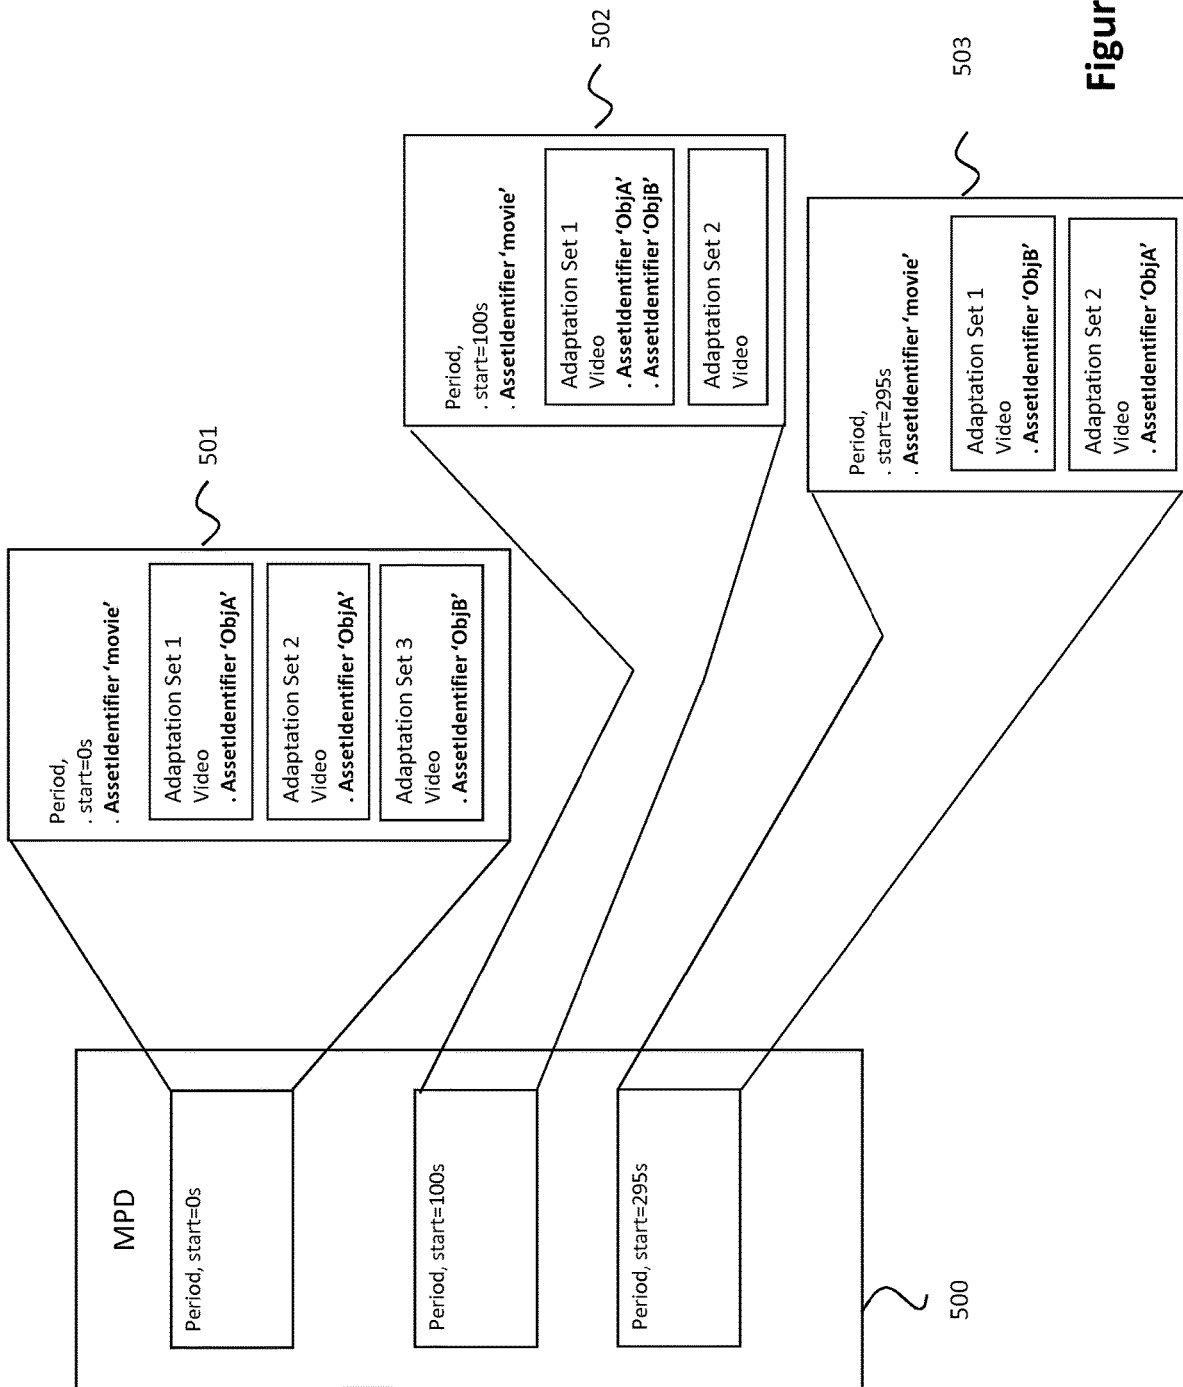 MPD
Period, start=0s
Period, start=100s
Period, start=295s
500
Period,
. start=0s
. AssetIdentifier 'movie'
Adaptation Set 1
Video
. AssetIdentifier 'ObjA'
Adaptation Set 2
Video
. AssetIdentifier 'ObjA'
Adaptation Set 3
Video
. AssetIdentifier 'ObjB'
501
Period,
. start=100s
. AssetIdentifier 'movie'
Adaptation Set 1
Video
. AssetIdentifier 'ObjA'
. AssetIdentifier 'ObjB'
Adaptation Set 2
Video
502
Period,
. start=295s
. AssetIdentifier 'movie'
Adaptation Set 1
Video
. AssetIdentifier 'ObjB'
Adaptation Set 2
Video
. AssetIdentifier 'ObjA'
503
Figur